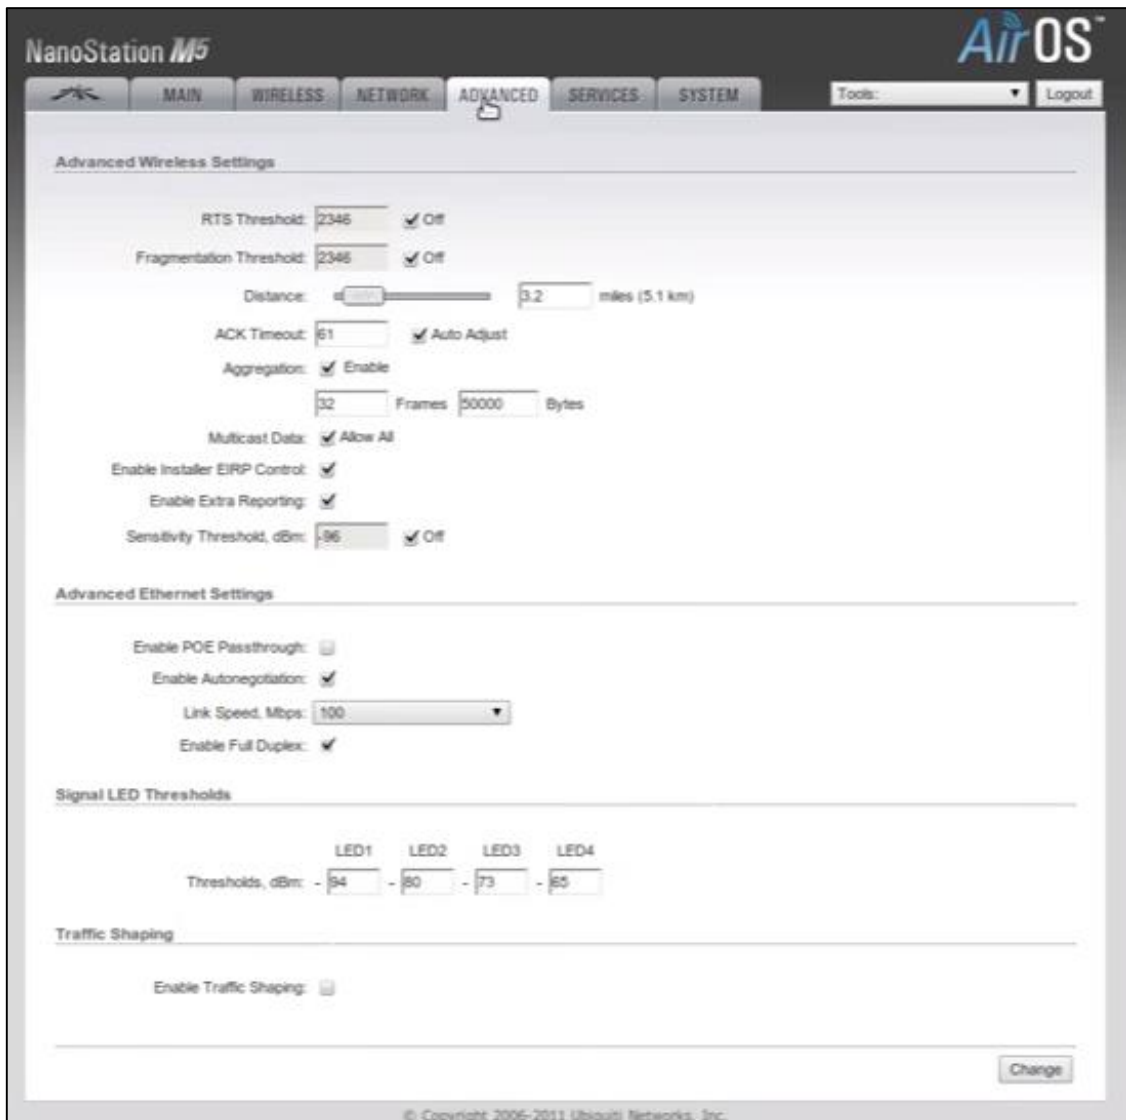 NanoStation M5
AirOS™
MAIN WIRELESS NETWORK ADVANCED SERVICES SYSTEM Tools: Logout
Advanced Wireless Settings
RTS Threshold: 2346 Off
Fragmentation Threshold: 2346 Off
Distance: 3.2 miles (5.1 km)
ACK Timeout: 61 Auto Adjust
Aggregation: Enable
32 Frames 50000 Bytes
Multicast Data: Allow All
Enable Installer EIRP Control:
Enable Extra Reporting:
Sensitivity Threshold, dBm: -96 Off
Advanced Ethernet Settings
Enable POE Passthrough:
Enable Autonegotiation:
Link Speed, Mbps: 100
Enable Full Duplex:
Signal LED Thresholds
LED1 LED2 LED3 LED4
Thresholds, dBm: - 94 - 80 - 73 - 65
Traffic Shaping
Enable Traffic Shaping:
Change
© Copyright 2006-2011 Ubiquiti Networks, Inc.